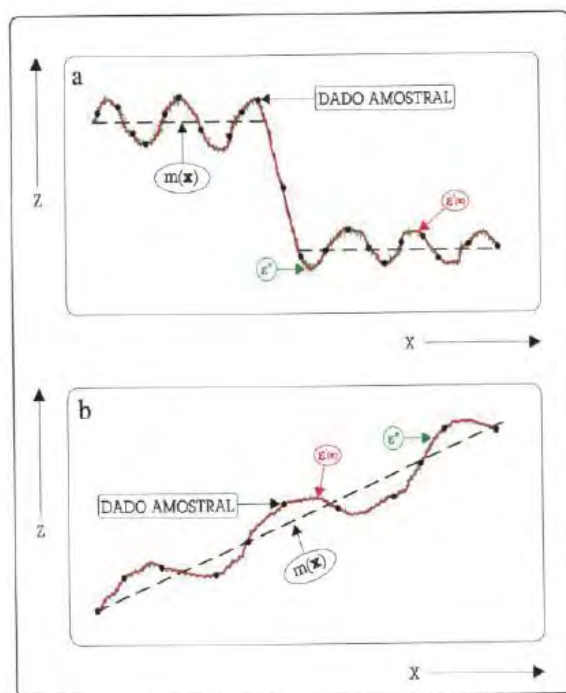 a
DADO AMOSTRAL
m(x)
ε'(x)
Z
ε"
X
b
ε"
ε'(x)
DADO AMOSTRAL
Z
m(x)
X